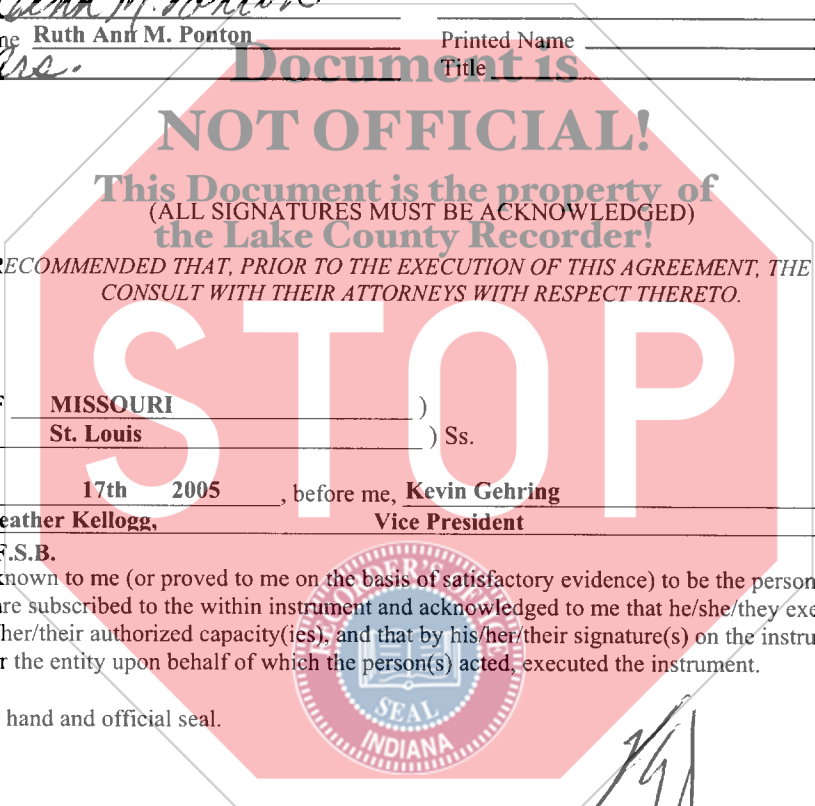 me Ruth Ann M. Ponton Printed Name
Title
Document is
NOT OFFICIAL!
This Document is the property of
(ALL SIGNATURES MUST BE ACKNOWLEDGED)
the Lake County Recorder!
RECOMMENDED THAT, PRIOR TO THE EXECUTION OF THIS AGREEMENT, THE
CONSULT WITH THEIR ATTORNEYS WITH RESPECT THERETO.
STOP
F MISSOURI )
St. Louis ) Ss.
17th 2005 , before me, Kevin Gehring
eather Kellogg, Vice President
F.S.B.
known to me (or proved to me on the basis of satisfactory evidence) to be the person
are subscribed to the within instrument and acknowledged to me that he/she/they exe
her/their authorized capacity(ies), and that by his/her/their signature(s) on the instru
r the entity upon behalf of which the person(s) acted, executed the instrument.
hand and official seal.
RECORDER'S OFFICE
SEAL
INDIANA